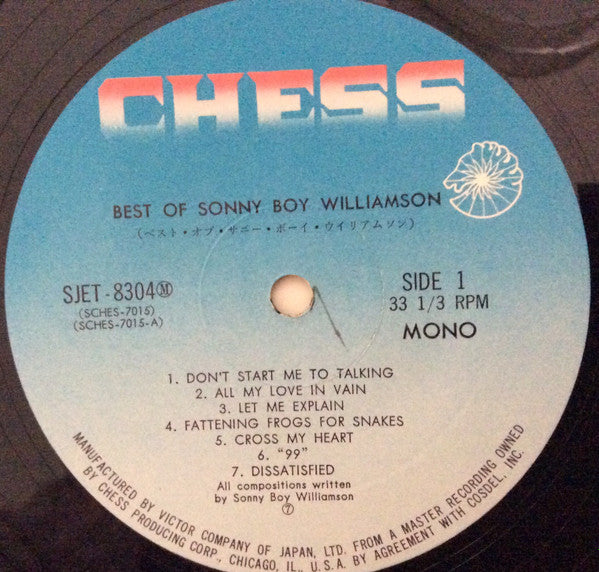 CHESS
BEST OF SONNY BOY WILLIAMSON
(ベスト・オブ・サニー・ボーイ・ウイリアムソン)
SJET-8304Ⓜ
(SCHES-7015)
(SCHES-7015-A)
SIDE 1
33 1/3 RPM
MONO
1. DON'T START ME TO TALKING
2. ALL MY LOVE IN VAIN
3. LET ME EXPLAIN
4. FATTENING FROGS FOR SNAKES
5. CROSS MY HEART
6. "99"
7. DISSATISFIED
All compositions written
by Sonny Boy Williamson
⑦
MANUFACTURED BY VICTOR COMPANY OF JAPAN, LTD. FROM A MASTER RECORDING OWNED
BY CHESS PRODUCING CORP., CHICAGO, IL., U.S.A. BY AGREEMENT WITH COSDEL, INC.